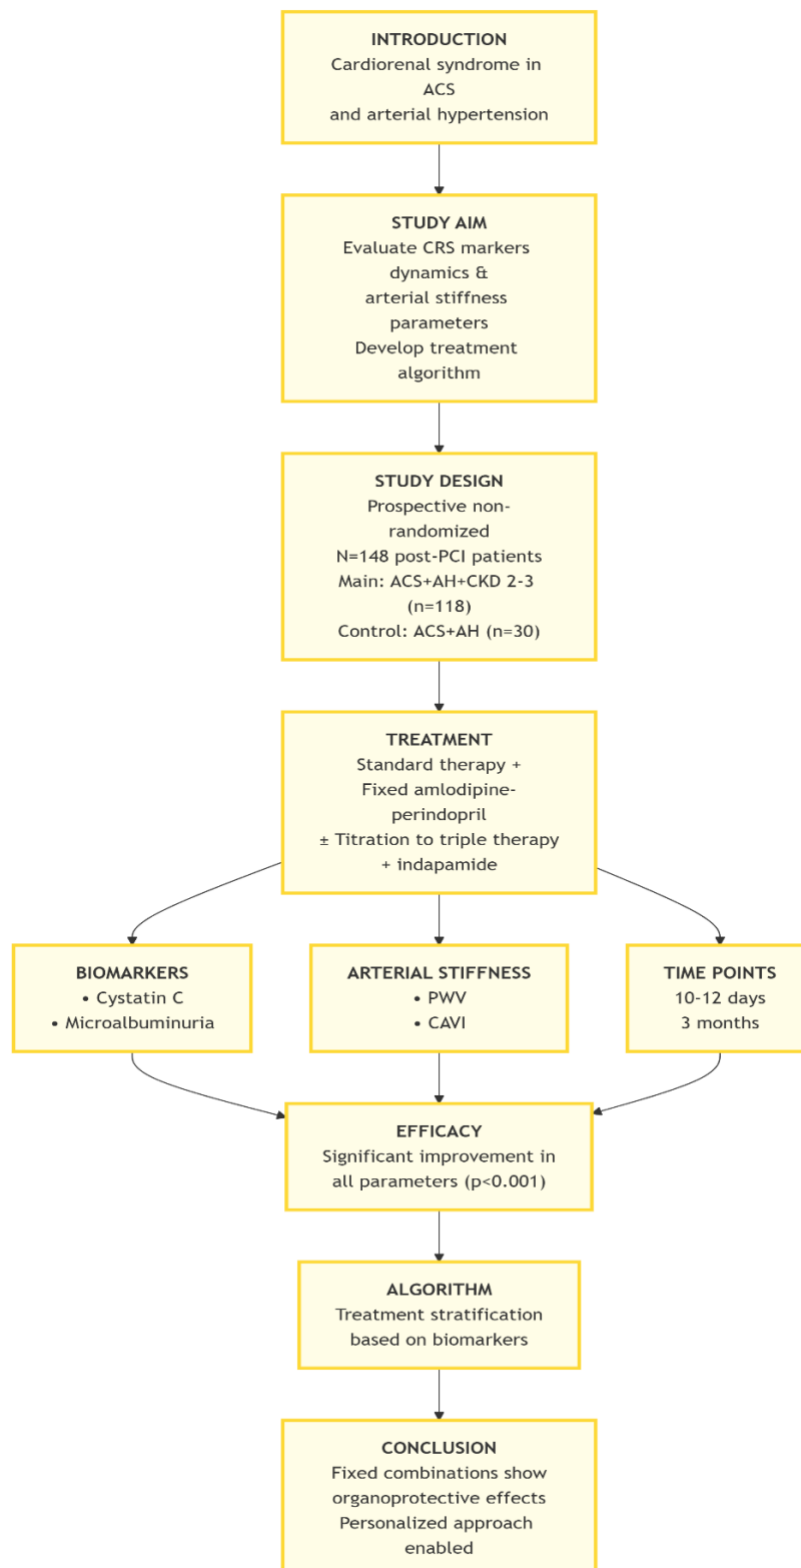 INTRODUCTION
Cardiorenal syndrome in
ACS
and arterial hypertension
STUDY AIM
Evaluate CRS markers
dynamics &
arterial stiffness
parameters
Develop treatment
algorithm
STUDY DESIGN
Prospective non-
randomized
N=148 post-PCI patients
Main: ACS+AH+CKD 2-3
(n=118)
Control: ACS+AH (n=30)
TREATMENT
Standard therapy +
Fixed amlodipine-
perindopril
± Titration to triple therapy
+ indapamide
BIOMARKERS
• Cystatin C
• Microalbuminuria
ARTERIAL STIFFNESS
• PWV
• CAVI
TIME POINTS
10-12 days
3 months
EFFICACY
Significant improvement in
all parameters (p<0.001)
ALGORITHM
Treatment stratification
based on biomarkers
CONCLUSION
Fixed combinations show
organoprotective effects
Personalized approach
enabled